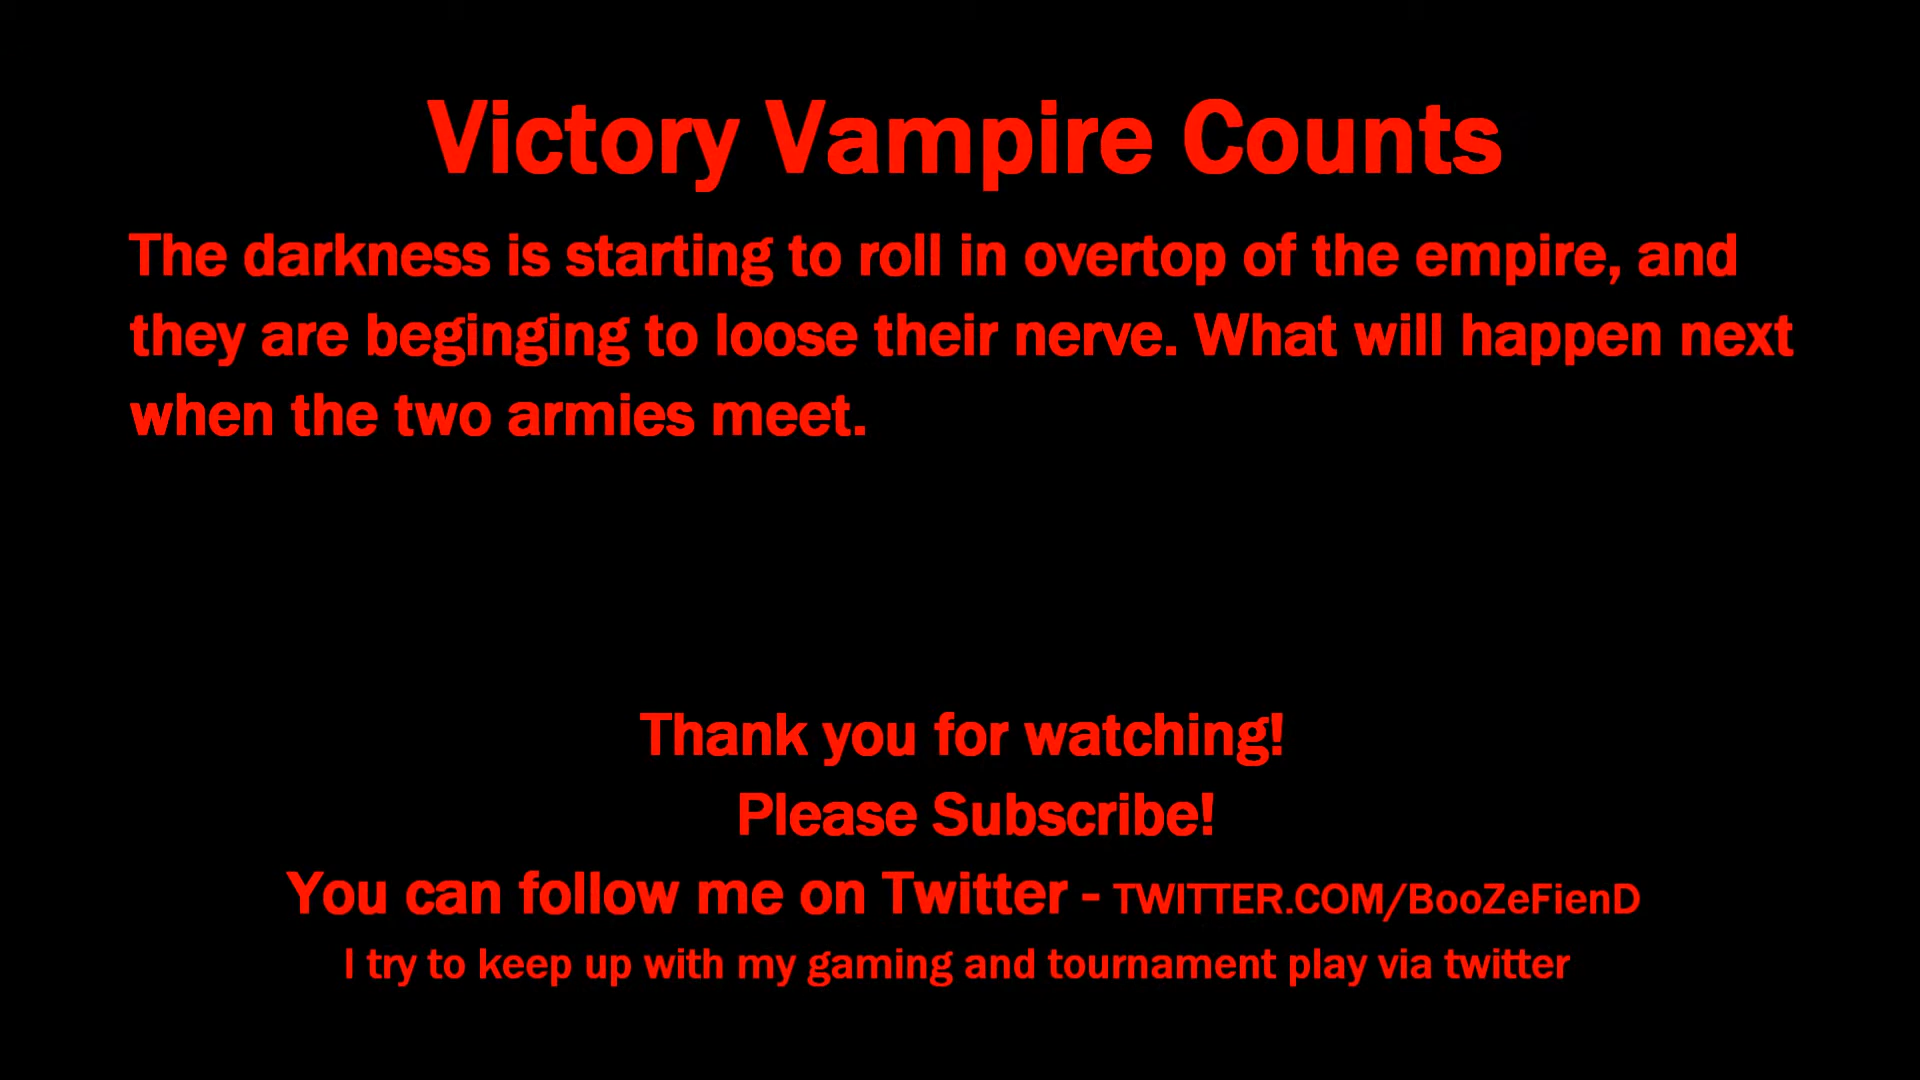 Victory Vampire Counts
The darkness is starting to roll in overtop of the empire, and
they are beginging to loose their nerve. What will happen next
when the two armies meet.
Thank you for watching!
Please Subscribe!
You can follow me on Twitter - TWITTER.COM/BooZeFienD
I try to keep up with my gaming and tournament play via twitter